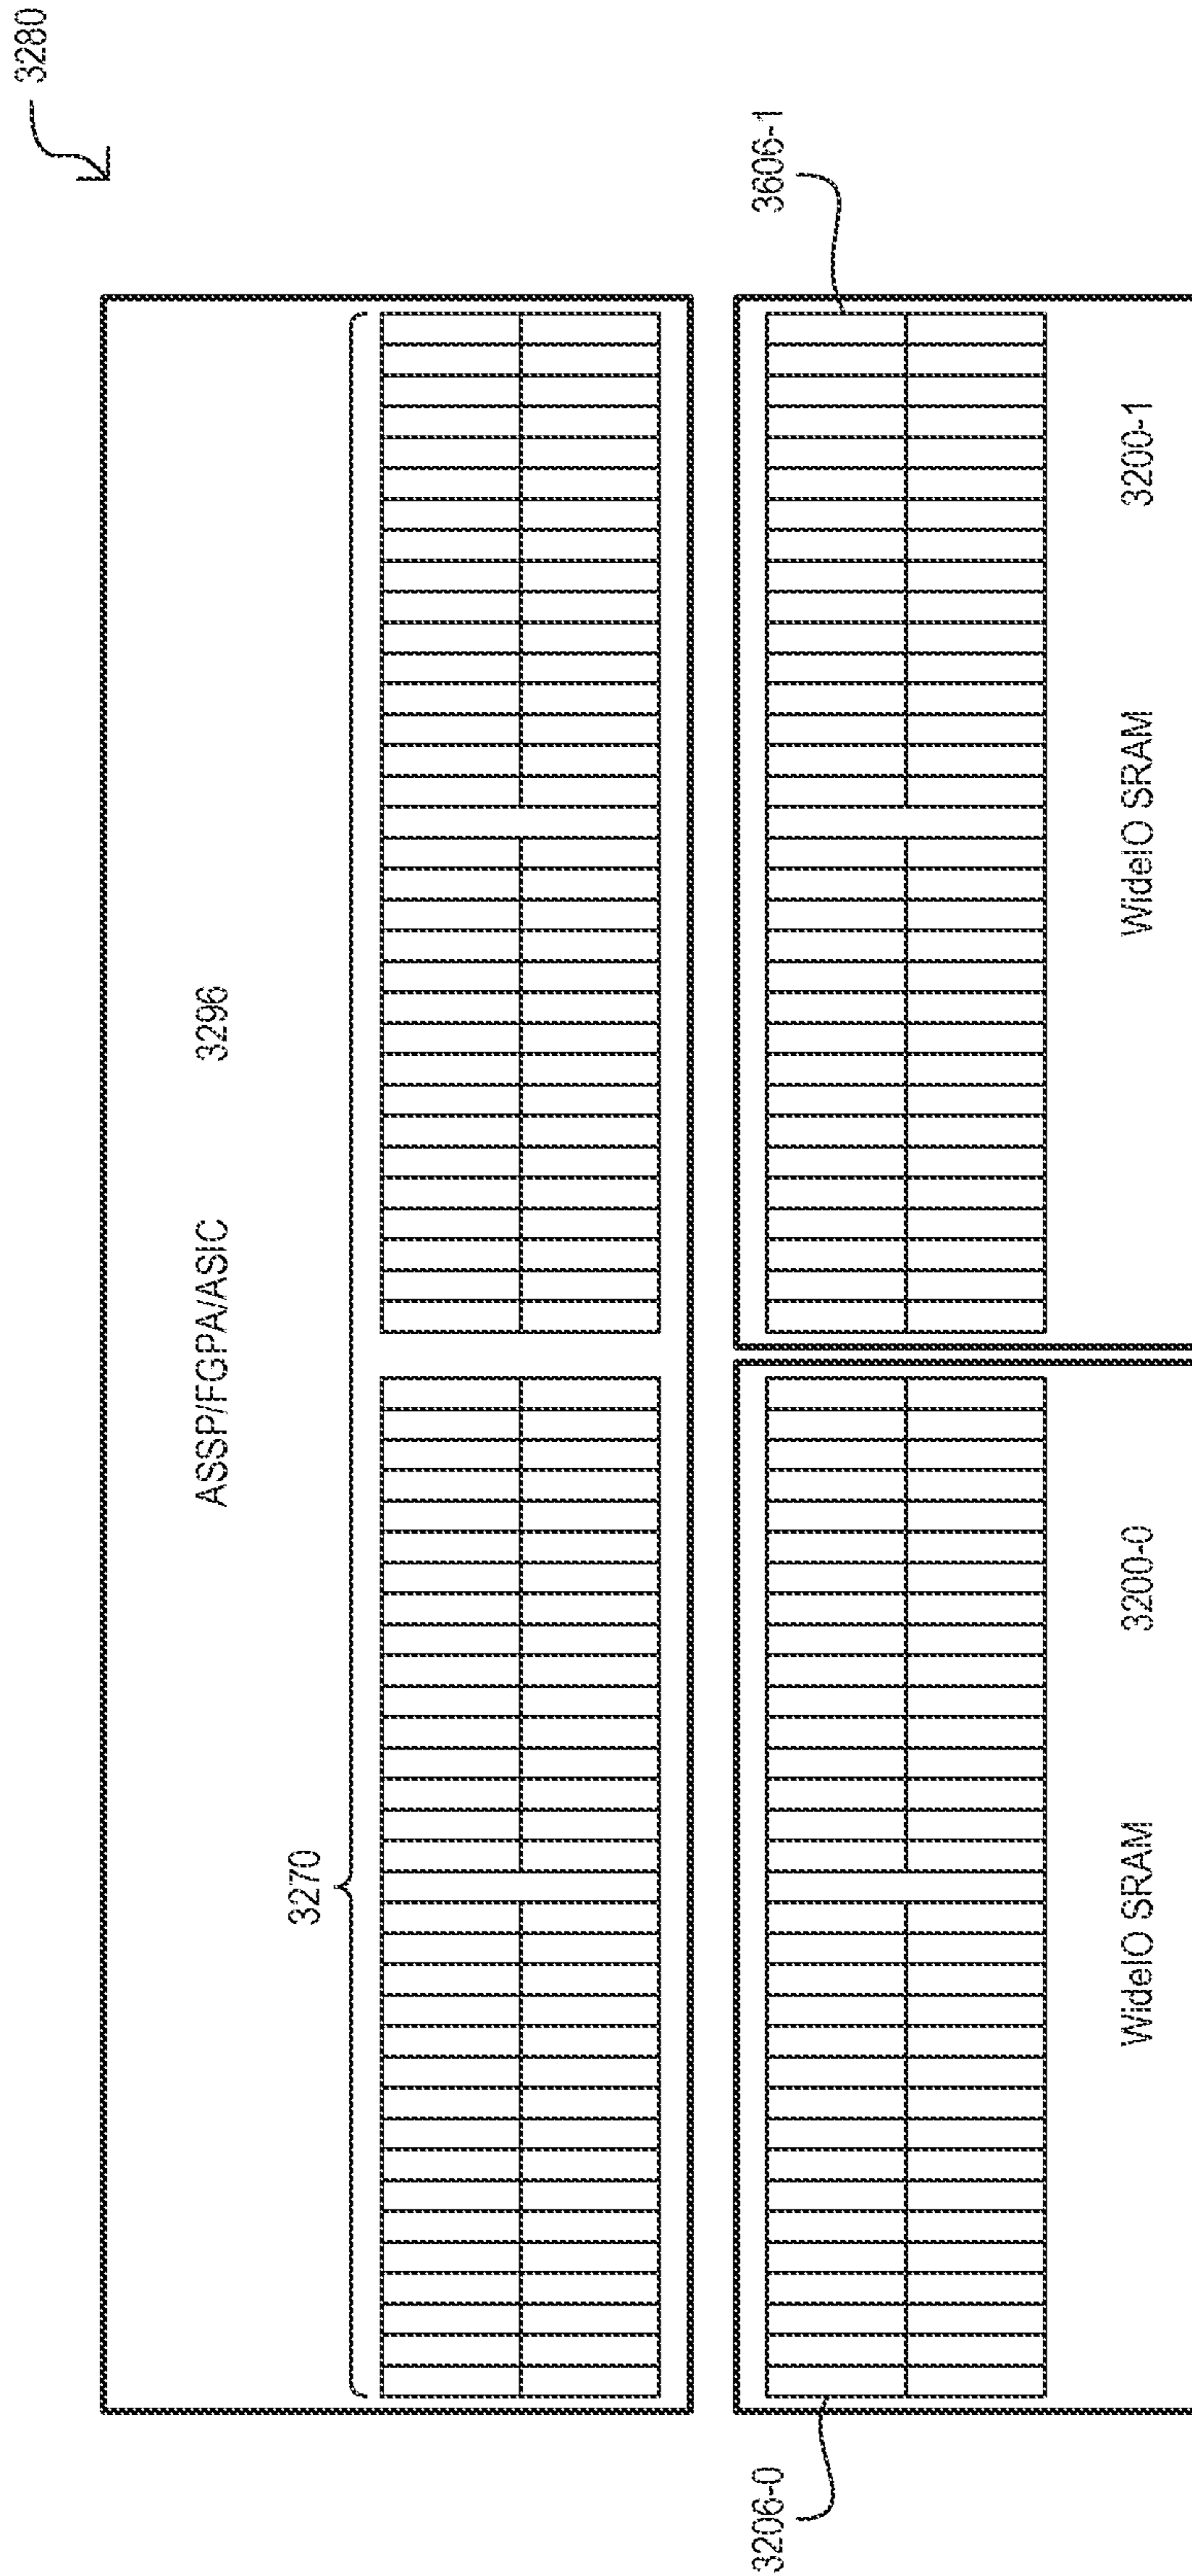 3280
ASSP/FGPA/ASIC 3296
3270
3206-0
3606-1
WideIO SRAM 3200-0
WideIO SRAM 3200-1